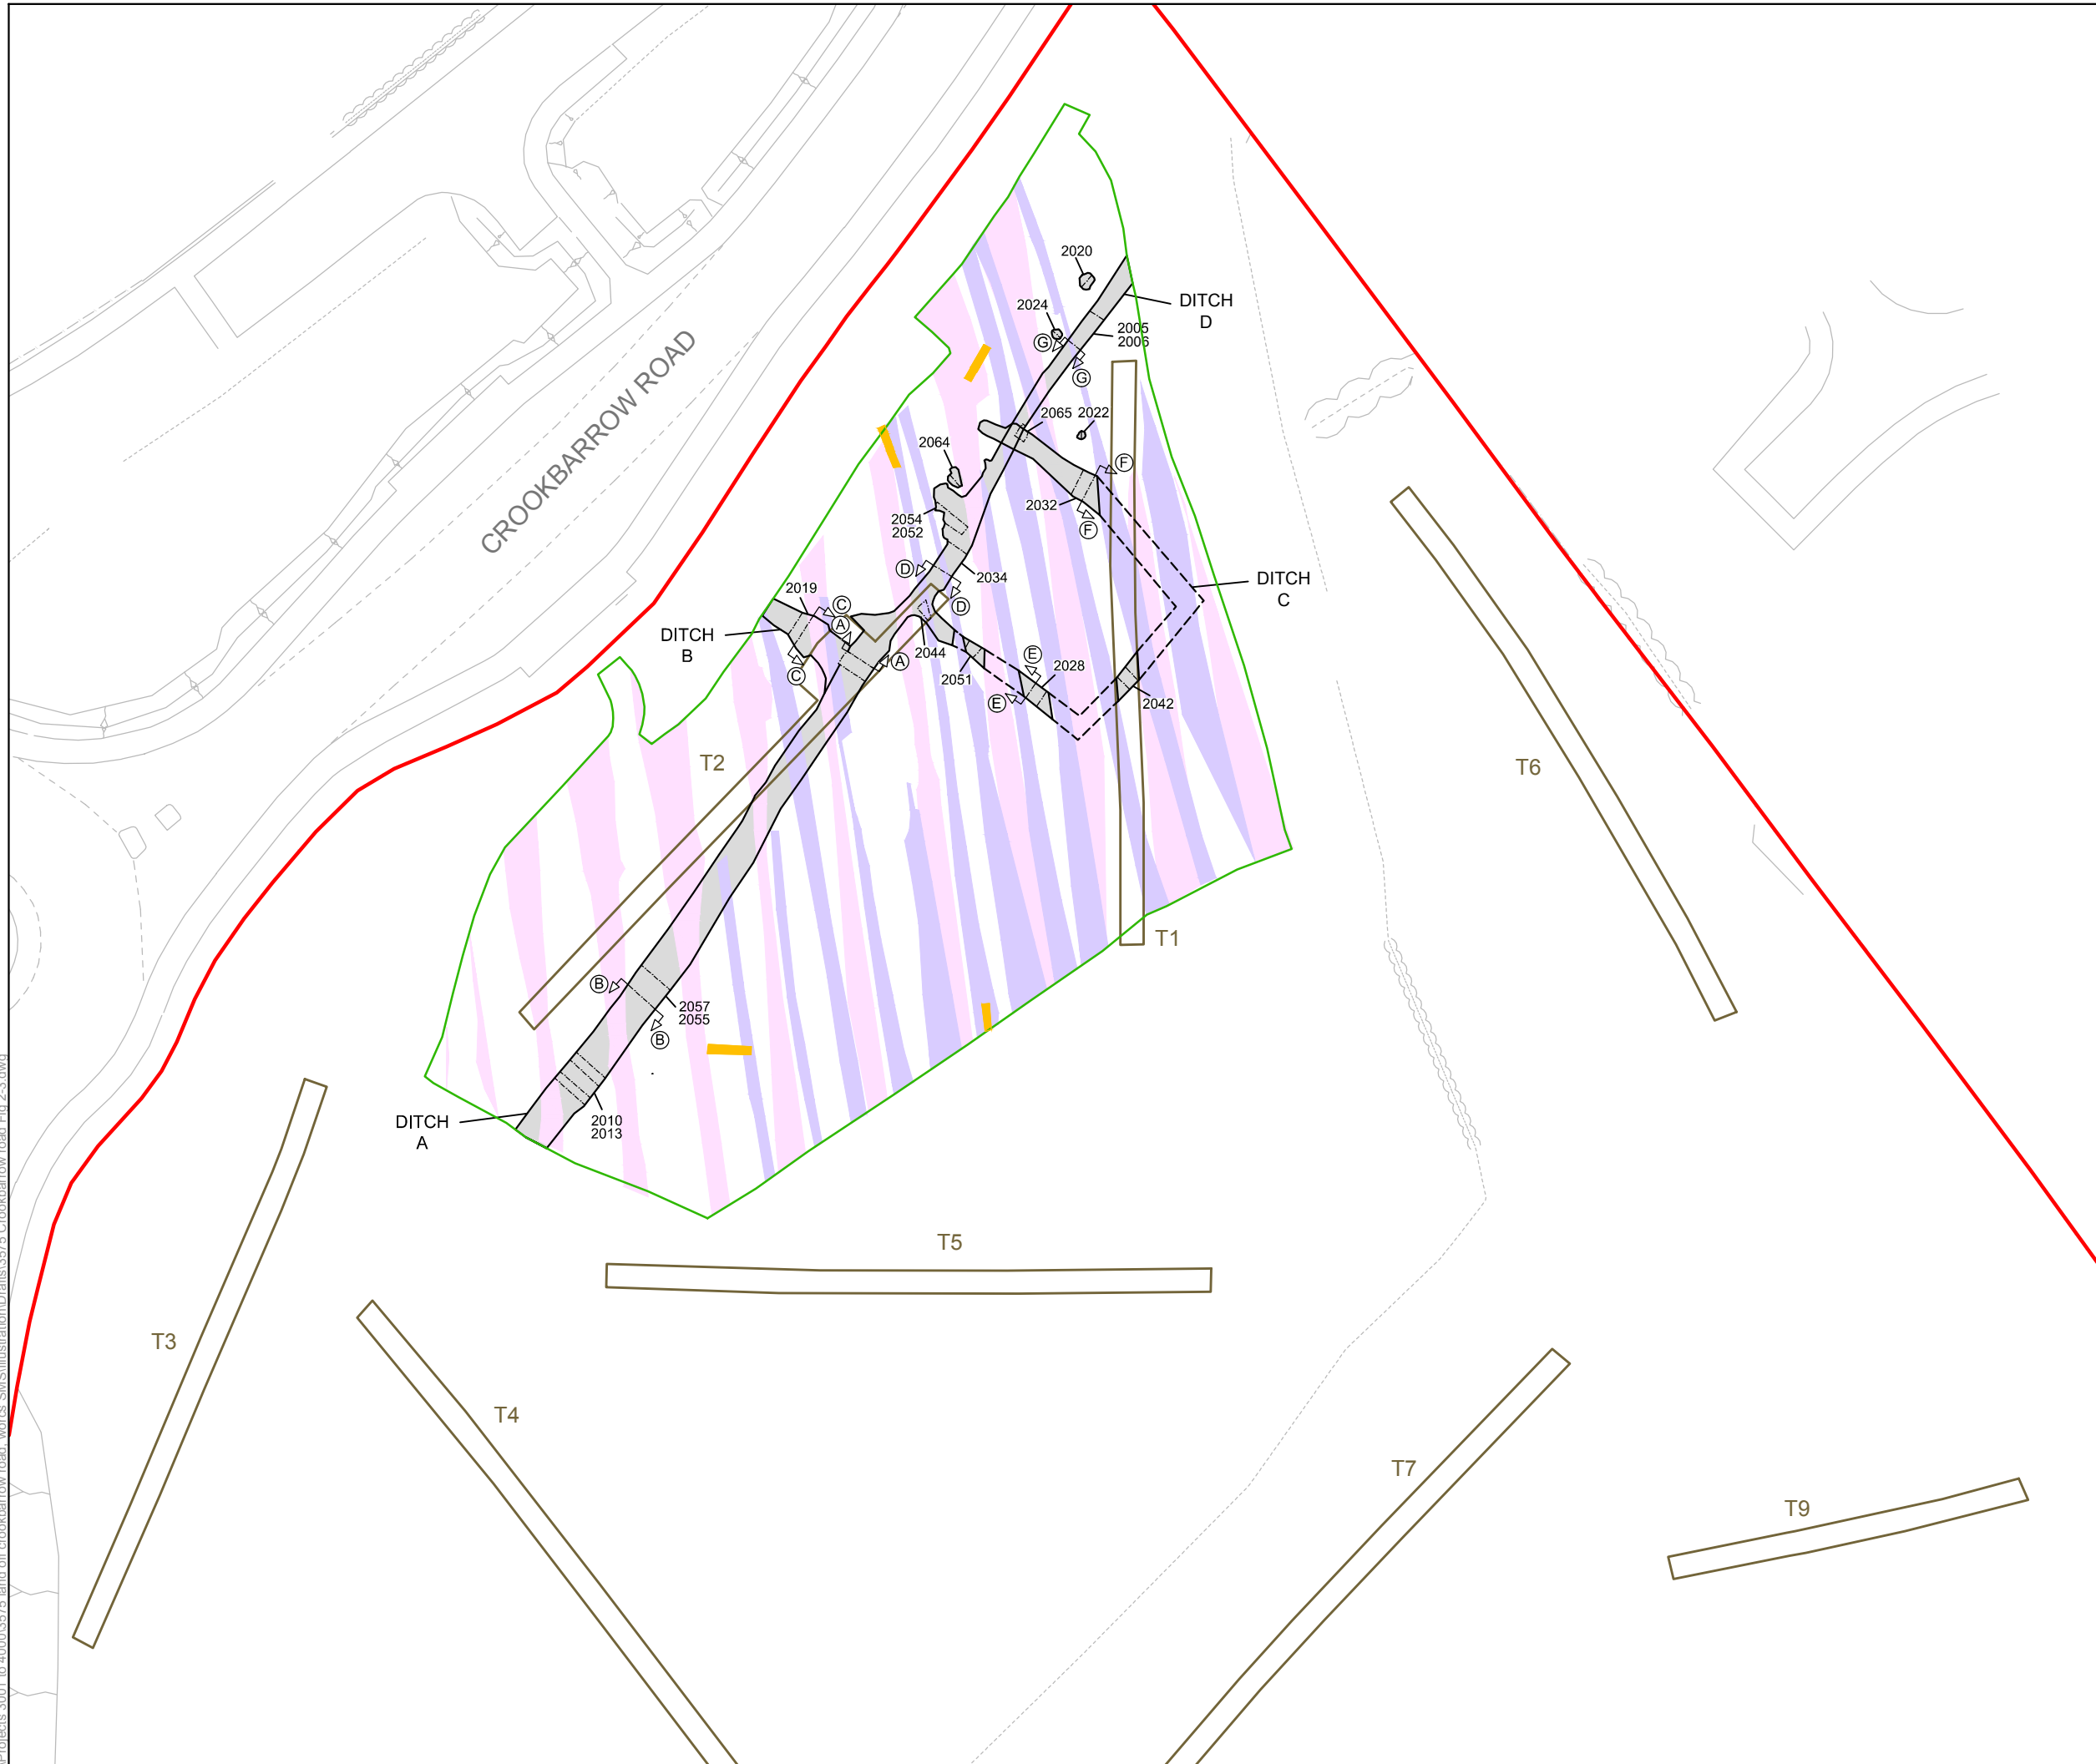 2020
DITCH
D
2024
2005
2006
G
G
CROOKBARROW ROAD
2065
2022
2064
F
2032
F
2054
2052
D
2034
DITCH
C
2019
C
D
A
DITCH
B
2044
A
E
2028
C
2051
E
2042
T2
T6
T1
B
2057
2055
B
DITCH
A
2010
2013
T5
T3
T4
T7
T9